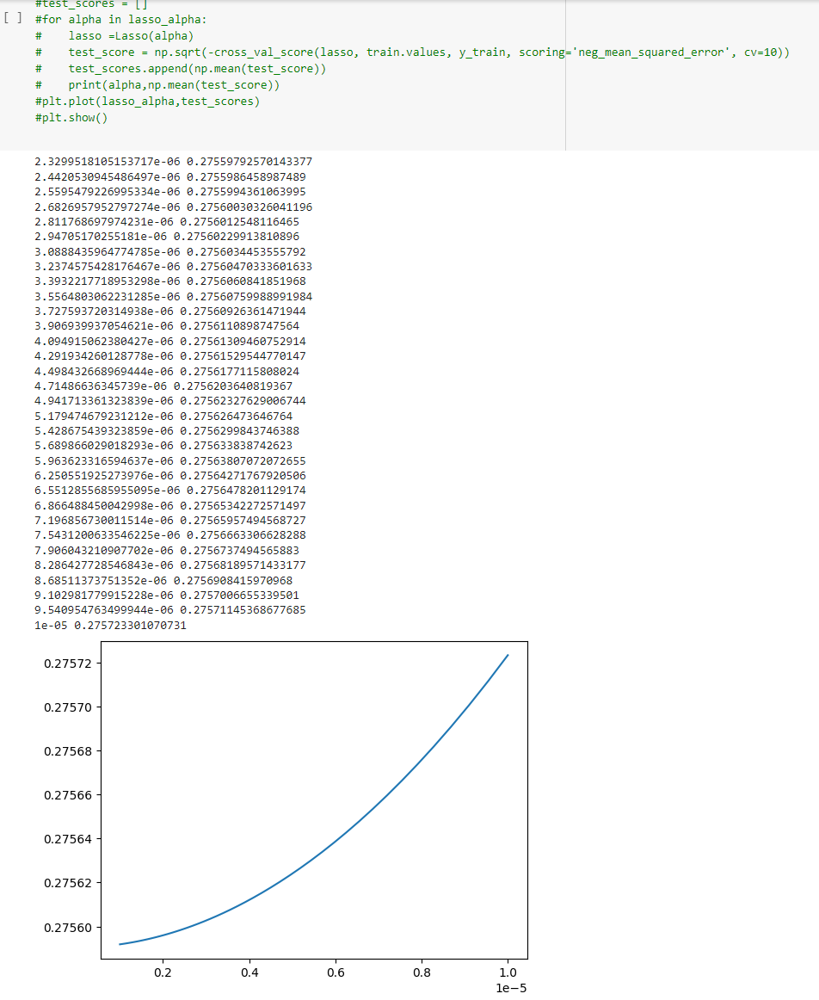 #test_scores = []
[ ] #for alpha in lasso_alpha:
#    lasso =Lasso(alpha)
#    test_score = np.sqrt(-cross_val_score(lasso, train.values, y_train, scoring='neg_mean_squared_error', cv=10))
#    test_scores.append(np.mean(test_score))
#    print(alpha,np.mean(test_score))
#plt.plot(lasso_alpha,test_scores)
#plt.show()
2.3299518105153717e-06 0.27559792570143377
2.4420530945486497e-06 0.2755986458987489
2.5595479226995334e-06 0.2755994361063995
2.6826957952797274e-06 0.27560030326041196
2.811768697974231e-06 0.2756012548116465
2.94705170255181e-06 0.27560229913810896
3.0888435964774785e-06 0.2756034453555792
3.2374575428176467e-06 0.27560470333601633
3.3932217718953298e-06 0.2756060841851968
3.5564803062231285e-06 0.27560759988991984
3.727593720314938e-06 0.27560926361471944
3.906939937054621e-06 0.2756110898747564
4.094915062380427e-06 0.27561309460752914
4.291934260128778e-06 0.27561529544770147
4.498432668969444e-06 0.2756177115808024
4.71486636345739e-06 0.2756203640819367
4.941713361323839e-06 0.27562327629006744
5.179474679231212e-06 0.275626473646764
5.428675439323859e-06 0.2756299843746388
5.689866029018293e-06 0.275633838742623
5.963623316594637e-06 0.27563807072072655
6.250551925273976e-06 0.27564271767920506
6.5512855685955095e-06 0.2756478201129174
6.866488450042998e-06 0.27565342272571497
7.196856730011514e-06 0.27565957494568727
7.5431200633546225e-06 0.2756663306628288
7.906043210907702e-06 0.2756737494565883
8.286427728546843e-06 0.27568189571433177
8.68511373751352e-06 0.2756908415970968
9.102981779915228e-06 0.2757006655339501
9.540954763499944e-06 0.27571145368677685
1e-05 0.275723301070731
0.27572
0.27570
0.27568
0.27566
0.27564
0.27562
0.27560
0.2 0.4 0.6 0.8 1.0
1e-5